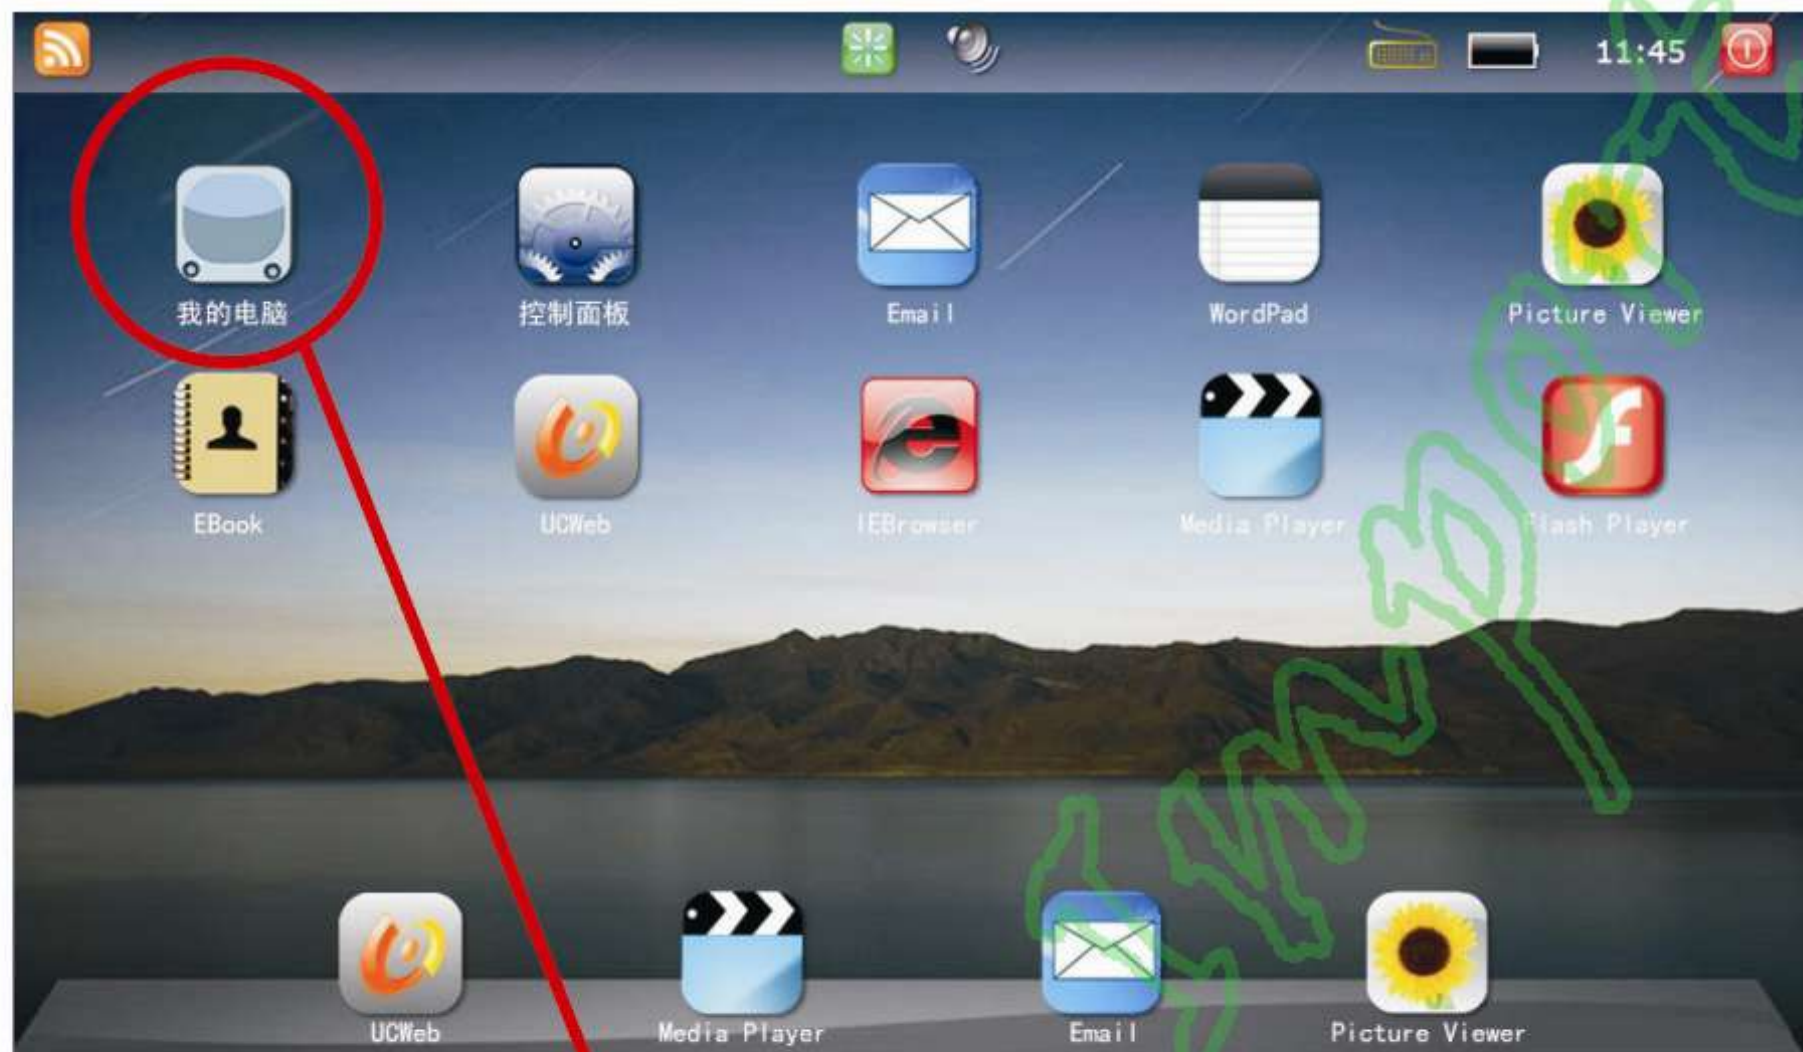 11:45
我的电脑 控制面板 Email WordPad Picture Viewer
EBook UCWeb IEBrowser Media Player Flash Player
UCWeb Media Player Email Picture Viewer